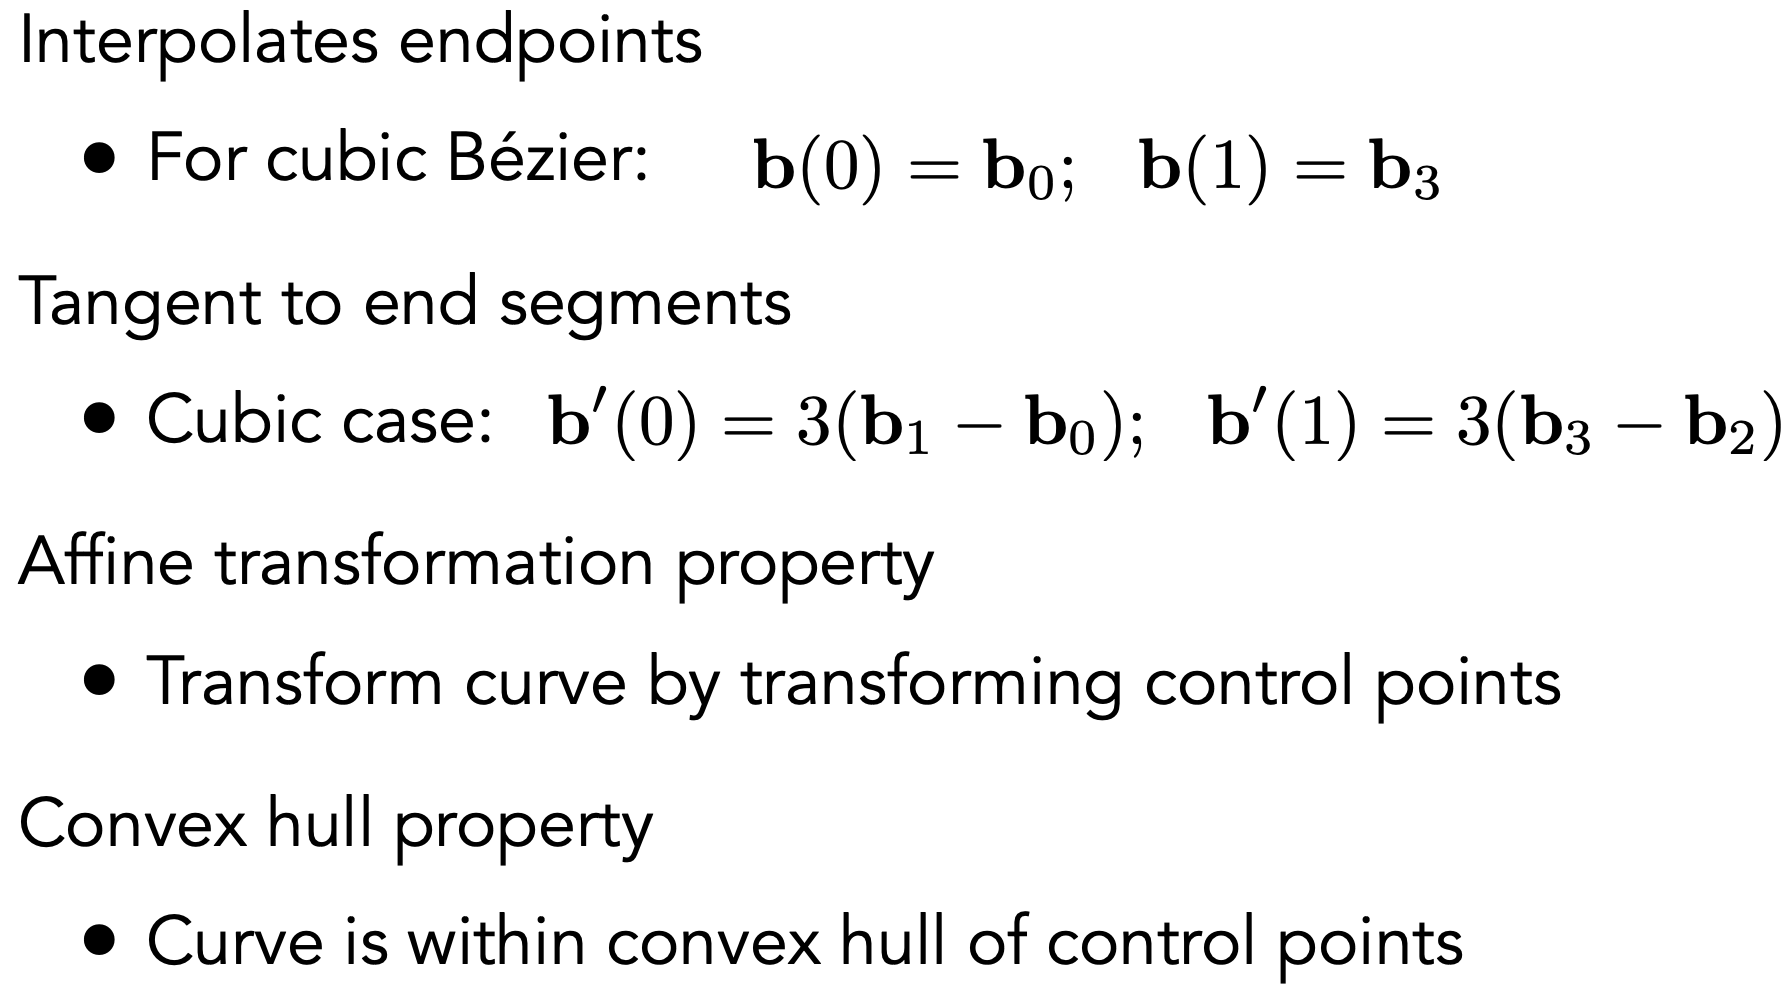 Interpolates endpoints
• For cubic Bézier: b(0) = b₀; b(1) = b₃
Tangent to end segments
• Cubic case: b′(0) = 3(b₁ − b₀); b′(1) = 3(b₃ − b₂)
Affine transformation property
• Transform curve by transforming control points
Convex hull property
• Curve is within convex hull of control points